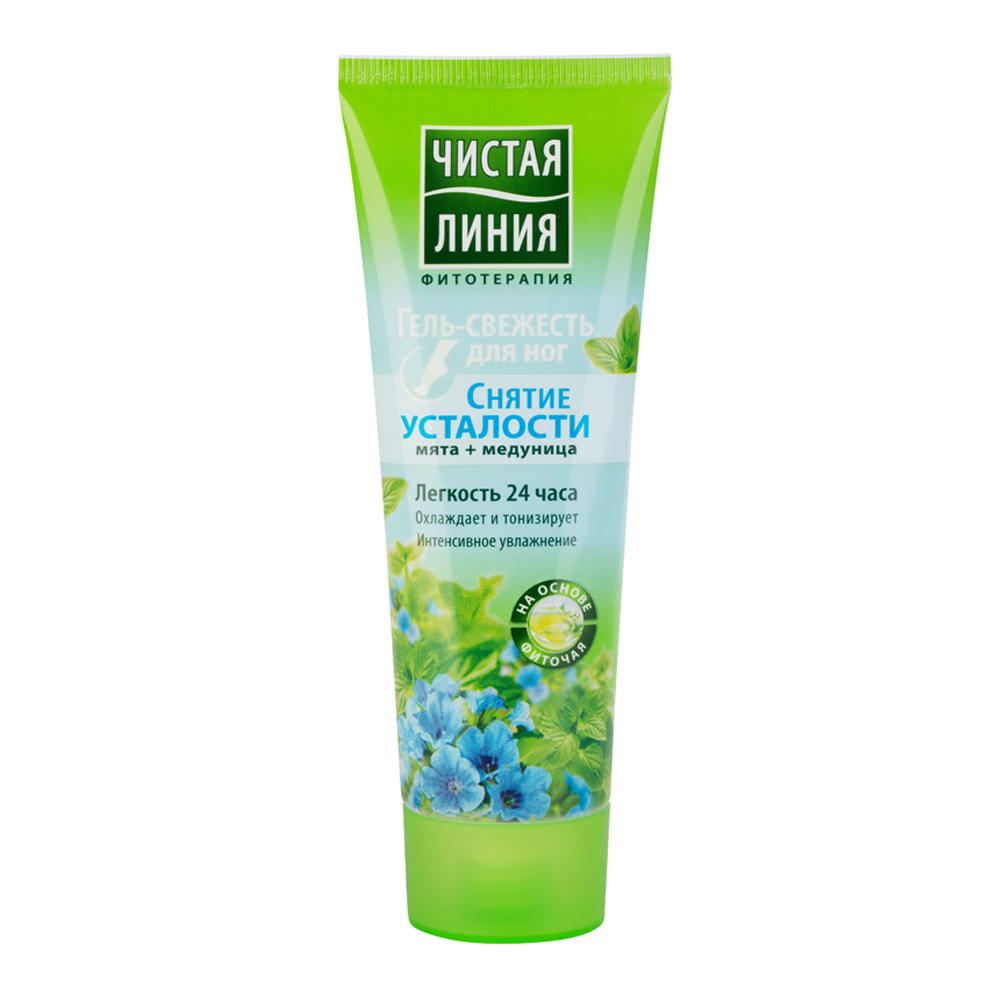 ЧИСТАЯ
ЛИНИЯ
ФИТОТЕРАПИЯ
ГЕЛЬ-СВЕЖЕСТЬ
ДЛЯ НОГ
СНЯТИЕ
УСТАЛОСТИ
мята + медуница
Легкость 24 часа
Охлаждает и тонизирует
Интенсивное увлажнение
НА ОСНОВЕ
ФИТОЧАЯ